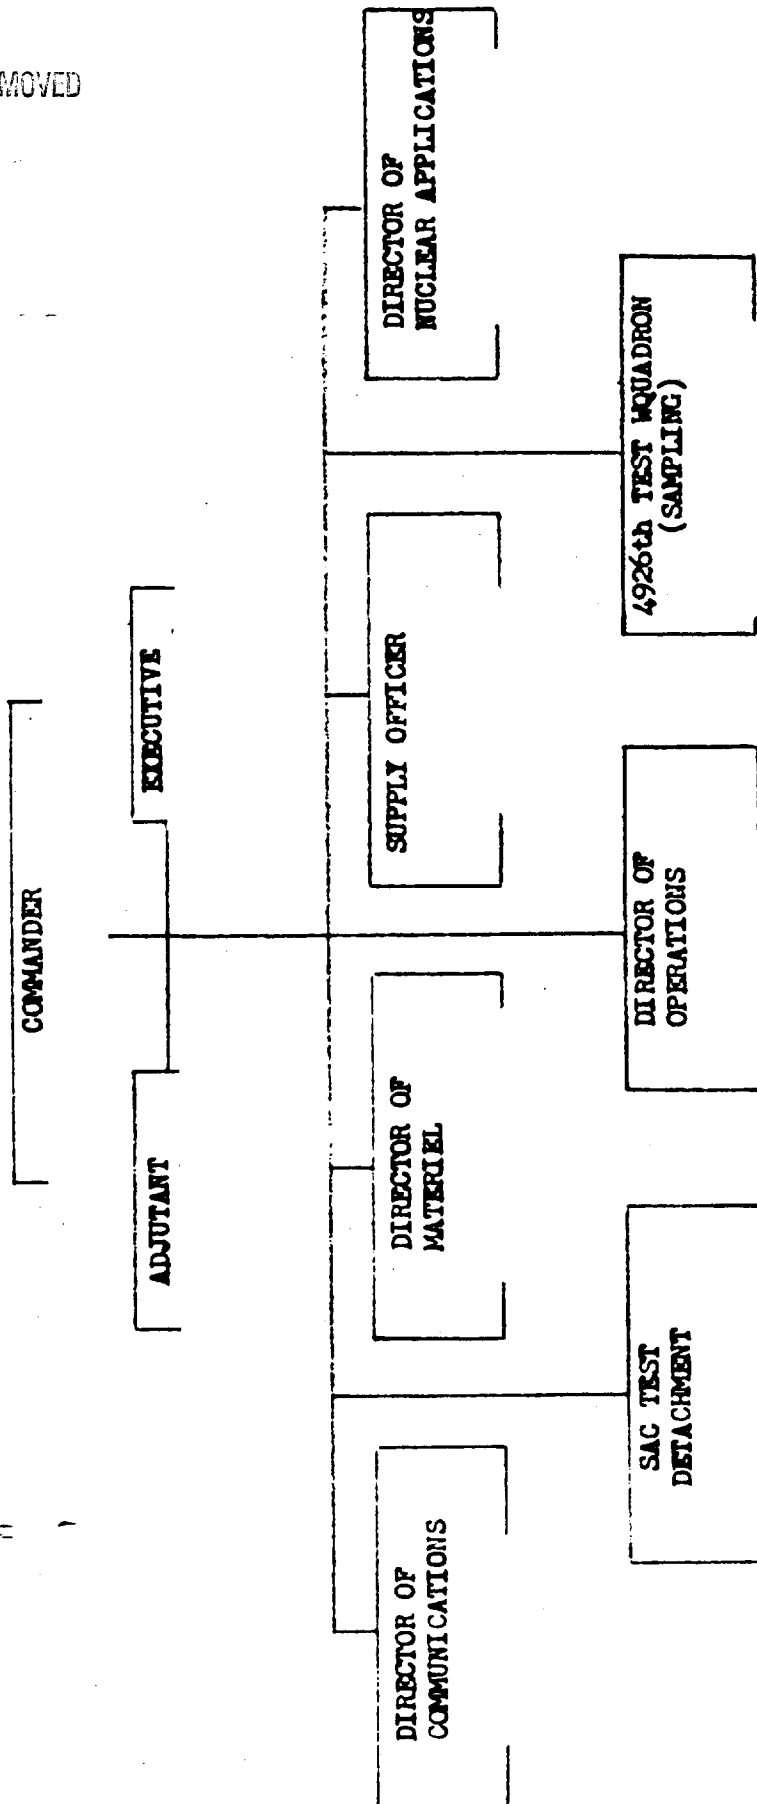 MOVED
COMMANDER
ADJUTANT
EXECUTIVE
DIRECTOR OF
COMMUNICATIONS
DIRECTOR OF
MATERIEL
SUPPLY OFFICER
DIRECTOR OF
NUCLEAR APPLICATIONS
SAC TEST
DETACHMENT
DIRECTOR OF
OPERATIONS
4926th TEST WQUADRON
(SAMPLING)